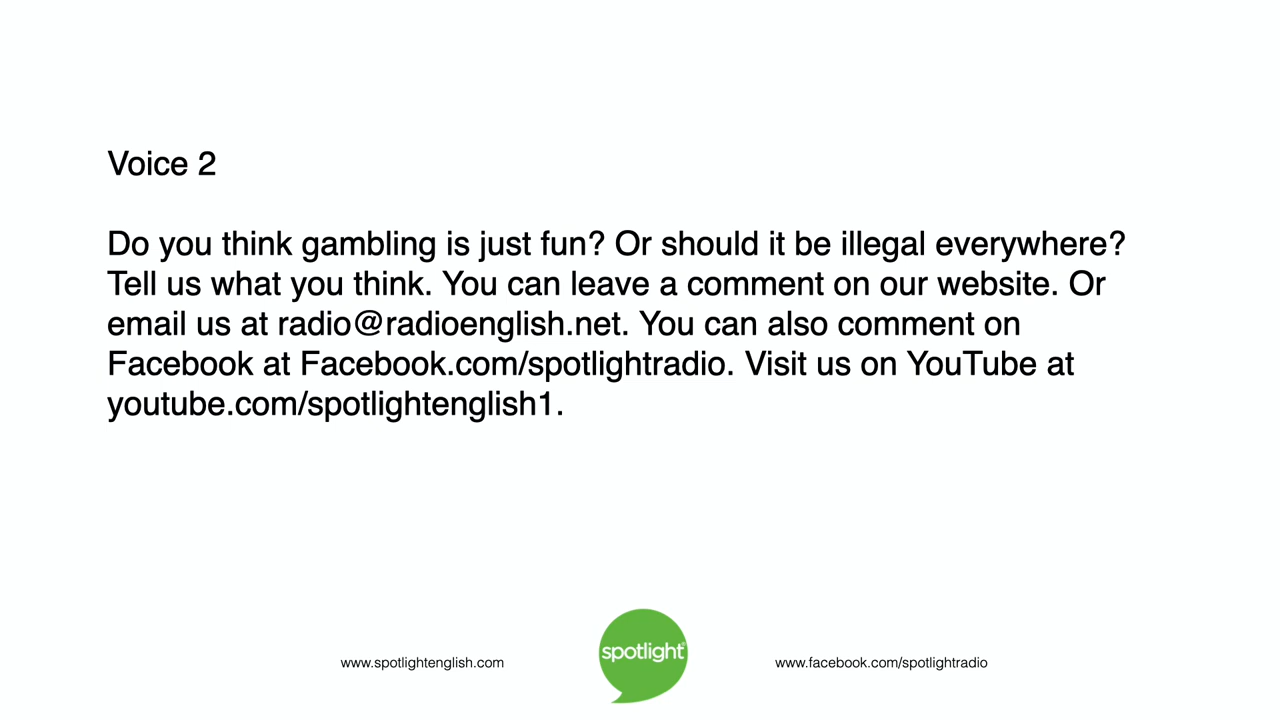 Voice 2
Do you think gambling is just fun? Or should it be illegal everywhere?
Tell us what you think. You can leave a comment on our website. Or
email us at radio@radioenglish.net. You can also comment on
Facebook at Facebook.com/spotlightradio. Visit us on YouTube at
youtube.com/spotlightenglish1.
www.spotlightenglish.com
spotlight®
www.facebook.com/spotlightradio